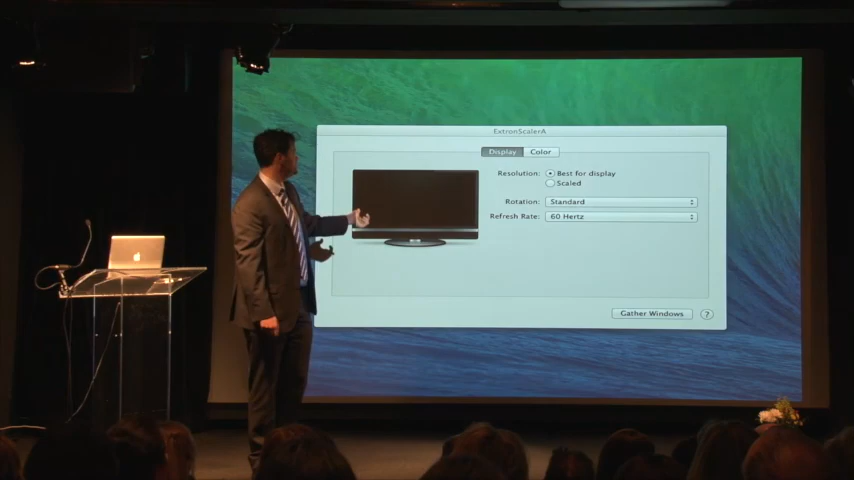 ExtronScalerA
Display Color
Resolution: Best for display
Scaled
Rotation: Standard
Refresh Rate: 60 Hertz
Gather Windows ?